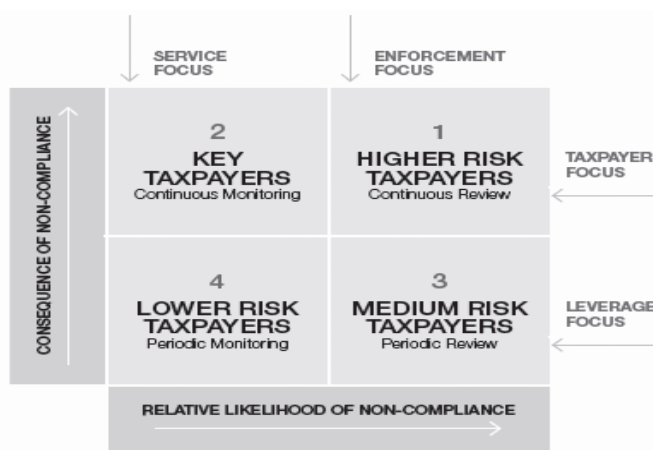 SERVICE
FOCUS
ENFORCEMENT
FOCUS
CONSEQUENCE OF NON-COMPLIANCE
2
KEY
TAXPAYERS
Continuous Monitoring
1
HIGHER RISK
TAXPAYERS
Continuous Review
TAXPAYER
FOCUS
4
LOWER RISK
TAXPAYERS
Periodic Monitoring
3
MEDIUM RISK
TAXPAYERS
Periodic Review
LEVERAGE
FOCUS
RELATIVE LIKELIHOOD OF NON-COMPLIANCE